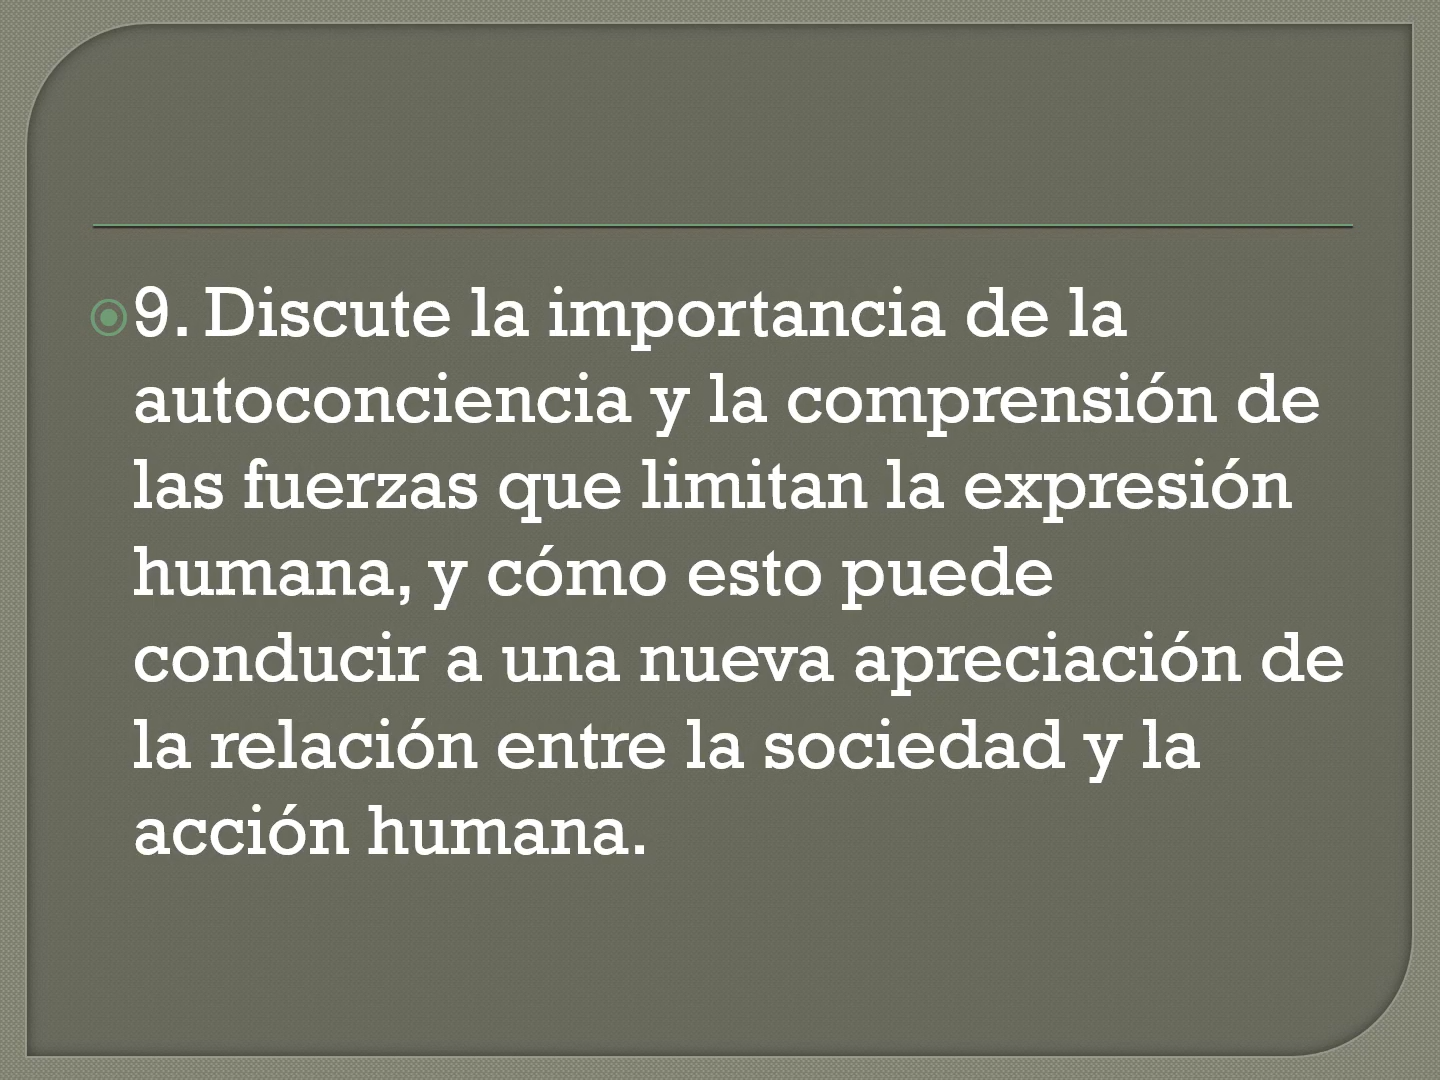 9. Discute la importancia de la
autoconciencia y la comprensión de
las fuerzas que limitan la expresión
humana, y cómo esto puede
conducir a una nueva apreciación de
la relación entre la sociedad y la
acción humana.